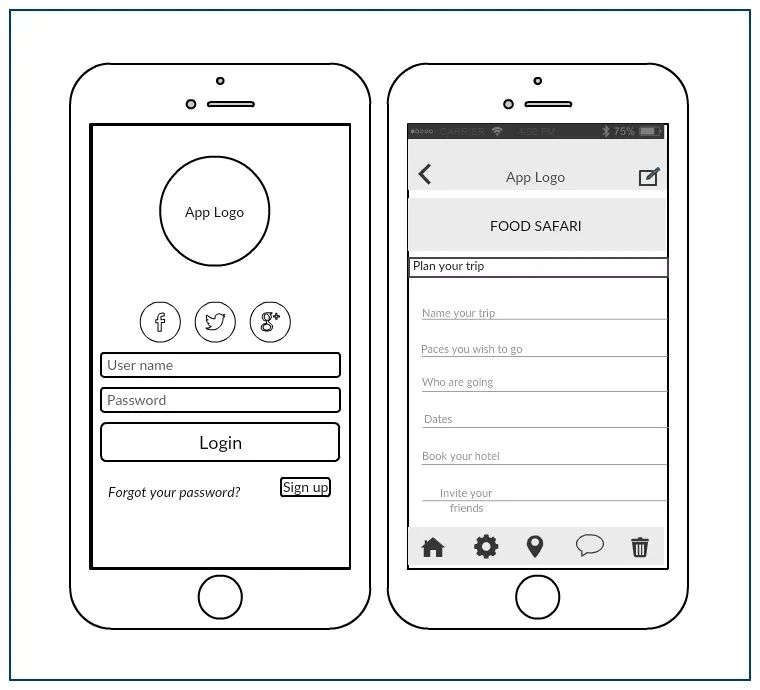 App Logo
User name
Password
Login
Forgot your password?
Sign up
CARRIER
4:08 PM
75%
App Logo
FOOD SAFARI
Plan your trip
Name your trip
Paces you wish to go
Who are going
Dates
Book your hotel
Invite your
friends